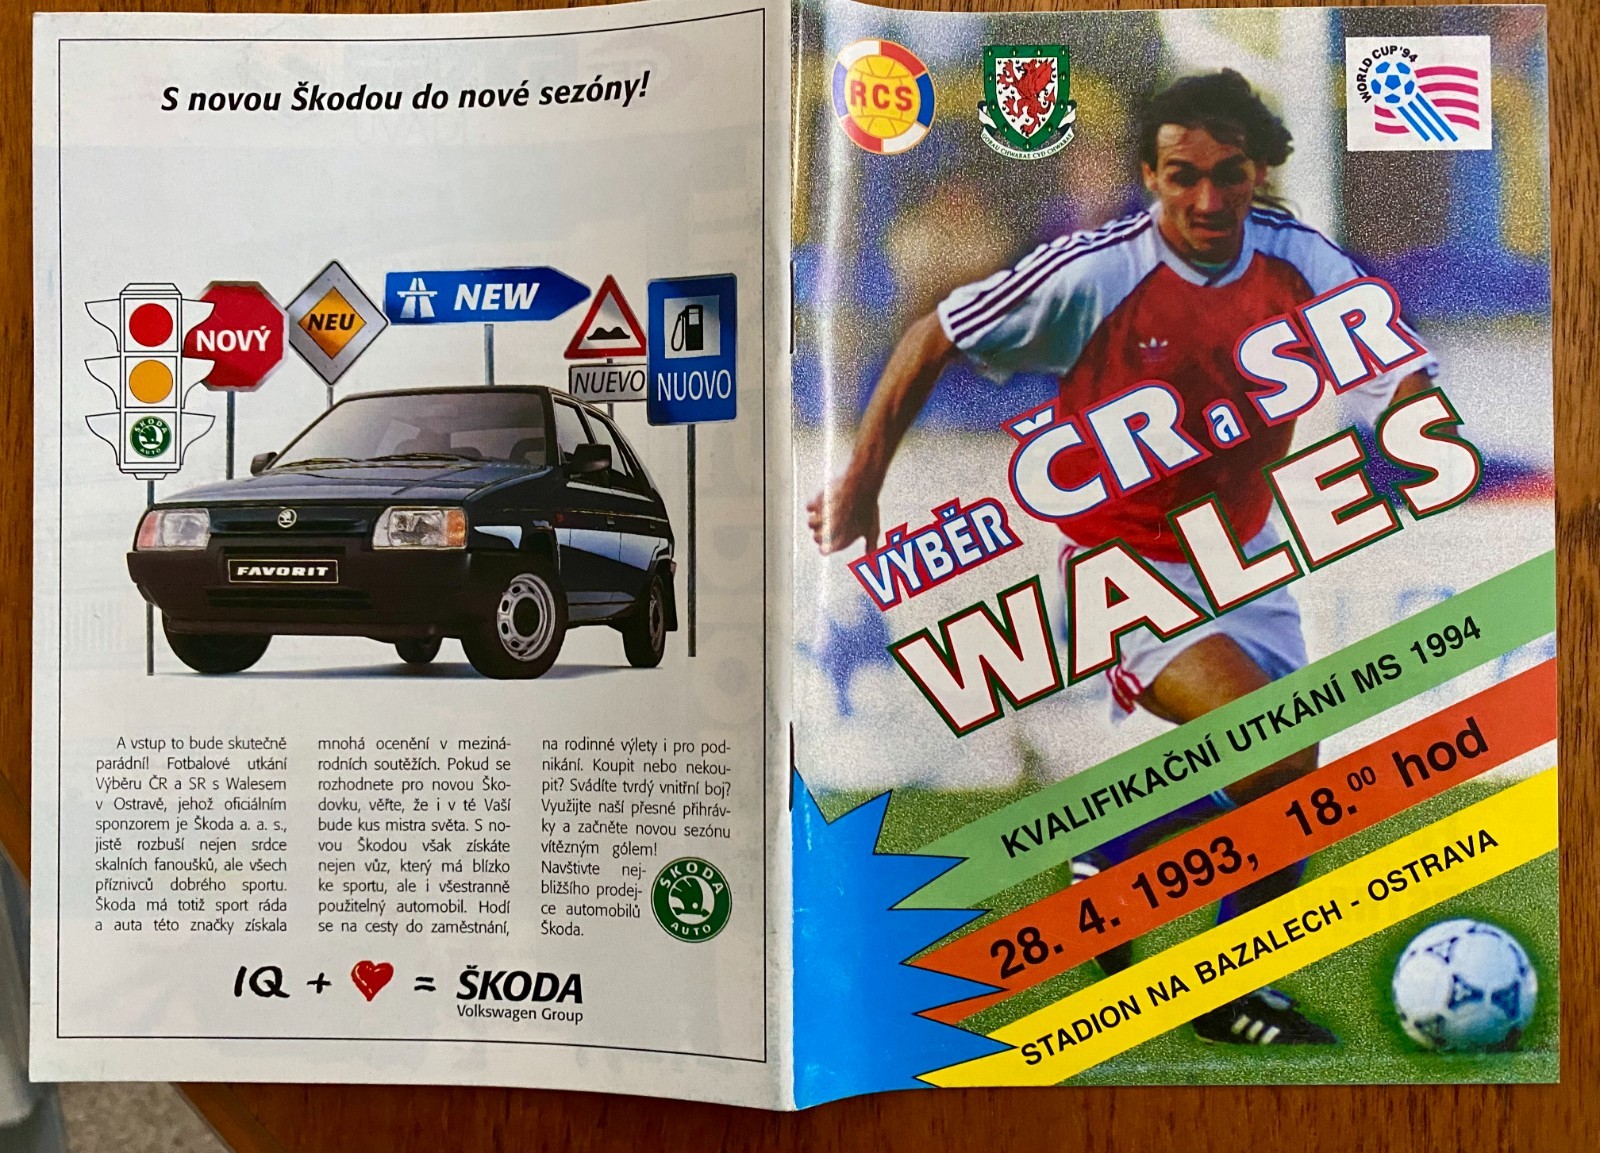 S novou Škodou do nové sezóny!
NOVÝ
NEU
NEW
NUEVO
NUOVO
ŠKODA
AUTO
FAVORIT
A vstup to bude skutečně
parádní! Fotbalové utkání
Výběru ČR a SR s Walesem
v Ostravě, jehož oficiálním
sponzorem je Škoda a. a. s.,
jistě rozbuší nejen srdce
skalních fanoušků, ale všech
příznivců dobrého sportu.
Škoda má totiž sport ráda
a auta této značky získala
mnohá ocenění v meziná-
rodních soutěžích. Pokud se
rozhodnete pro novou Ško-
dovku, věřte, že i v té Vaší
bude kus mistra světa. S no-
vou Škodou však získáte
nejen vůz, který má blízko
ke sportu, ale i všestranně
použitelný automobil. Hodí
se na cesty do zaměstnání,
na rodinné výlety i pro pod-
nikání. Koupit nebo nekou-
pit? Svádíte tvrdý vnitřní boj?
Využijte naší přesné přihráv-
ky a začněte novou sezónu
vítězným gólem!
Navštivte nej-
bližšího prodej-
ce automobilů
Škoda.
ŠKODA
AUTO
IQ + = ŠKODA
Volkswagen Group
RCS
GORAU CHWARAE CYD CHWARAE
WORLD CUP '94
VÝBĚR ČR a SR
WALES
KVALIFIKAČNÍ UTKÁNÍ MS 1994
28. 4. 1993, 18.00 hod
STADION NA BAZALECH - OSTRAVA